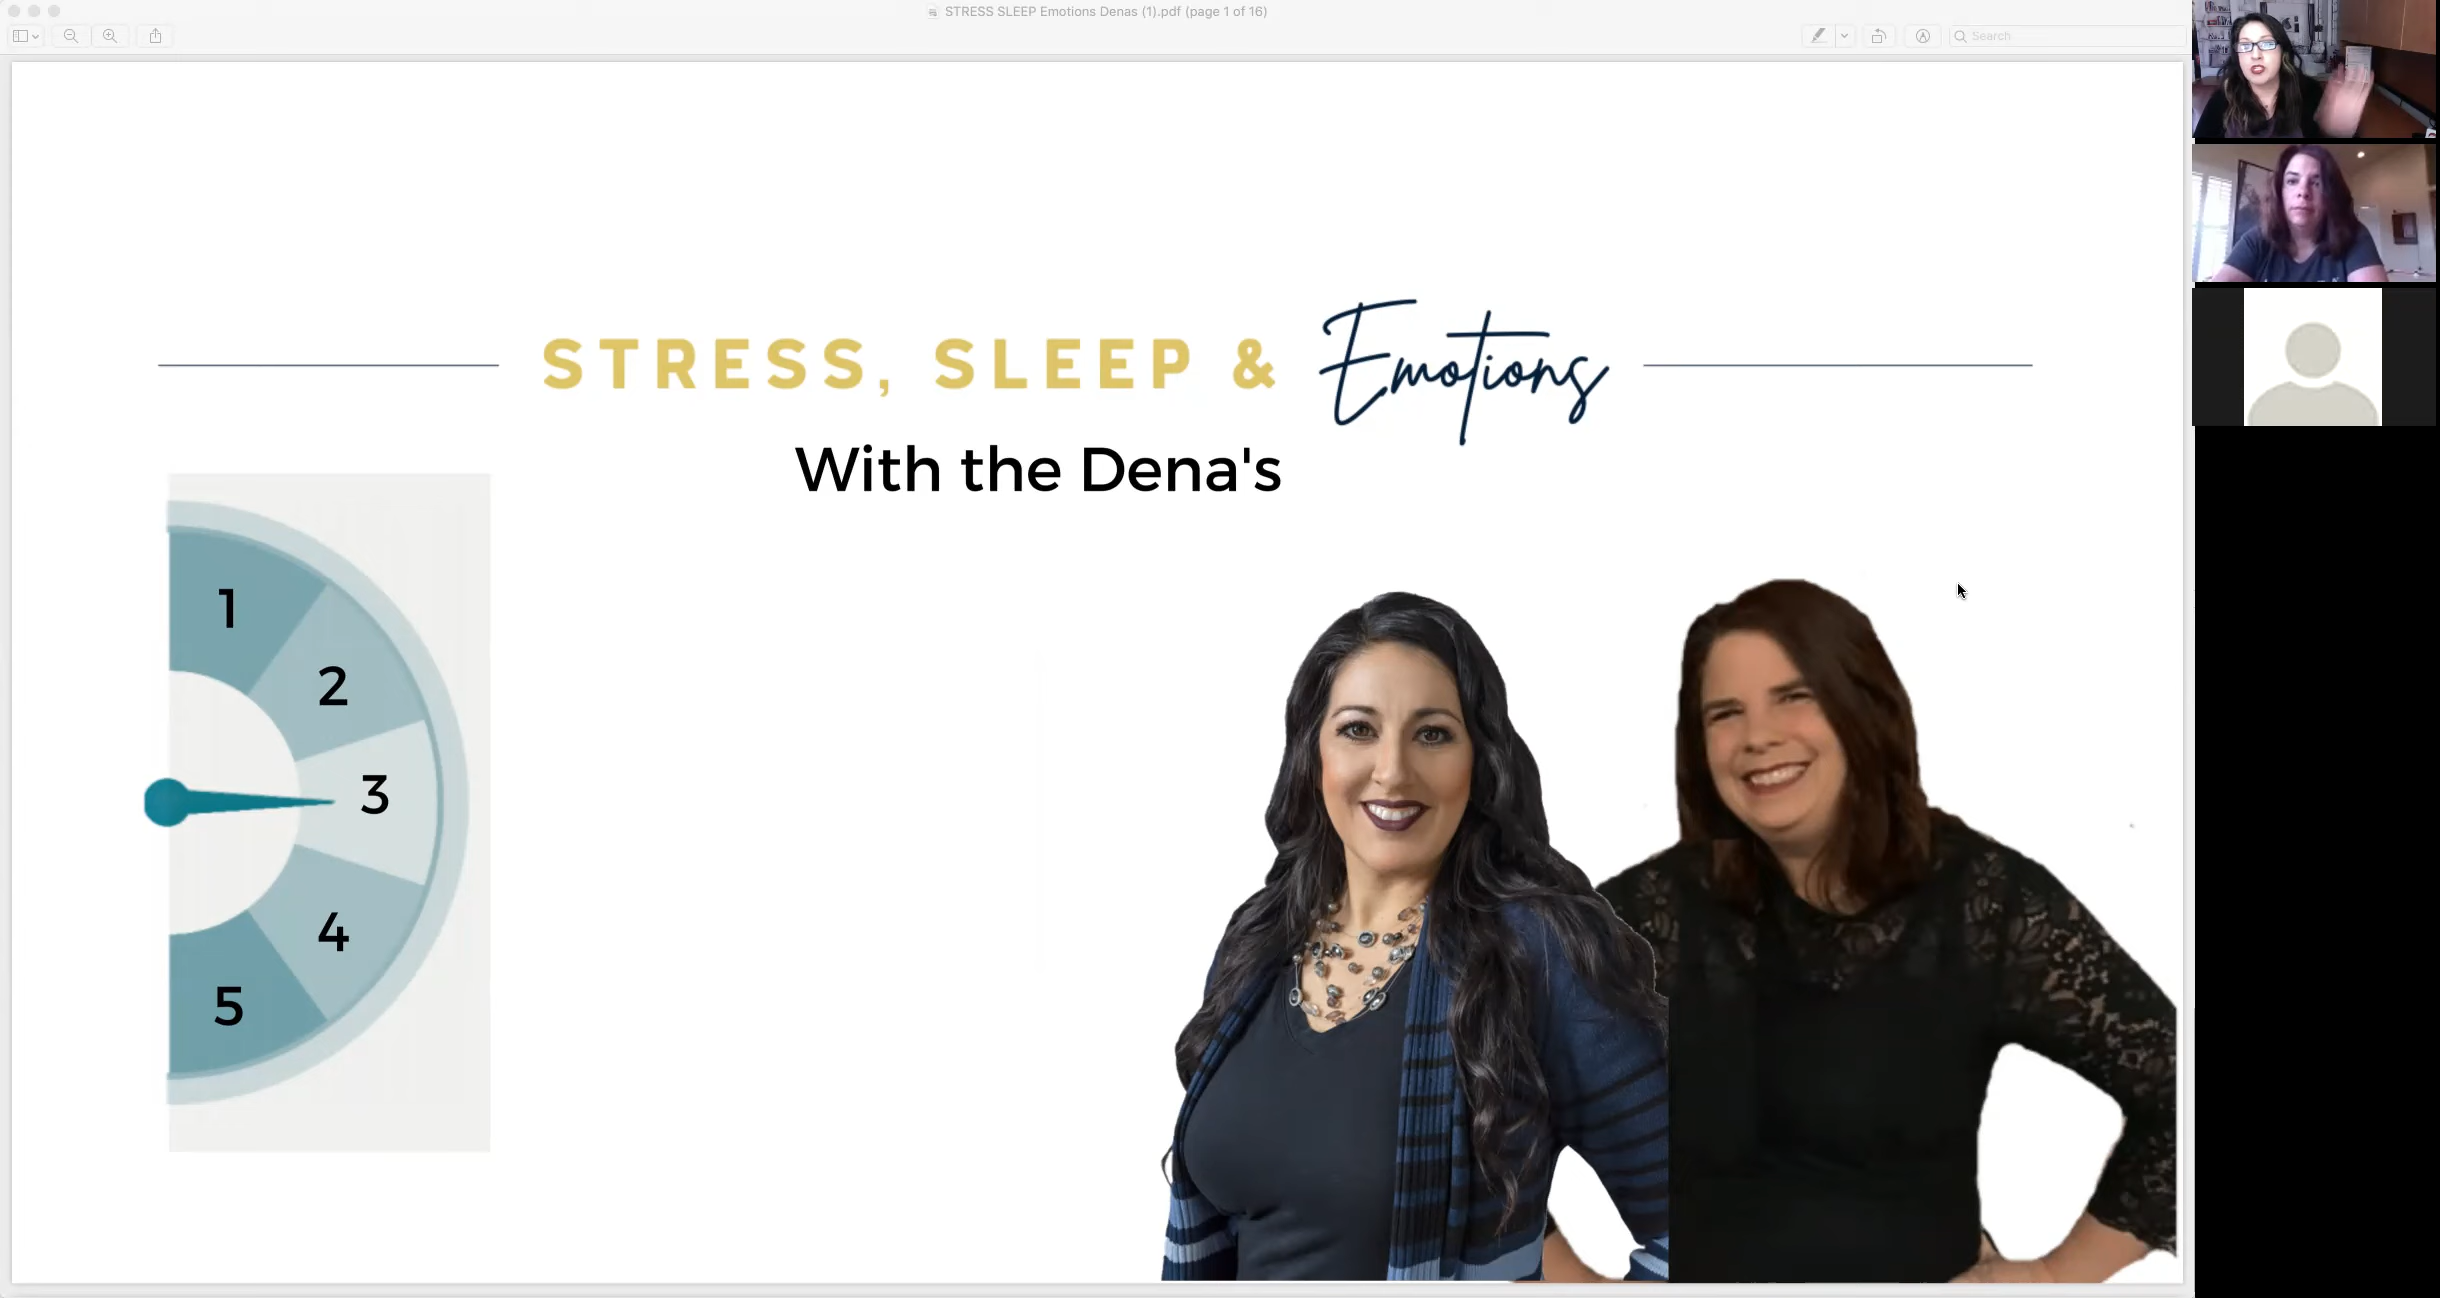 STRESS SLEEP Emotions Denas (1).pdf (page 1 of 16)
Search
STRESS, SLEEP & Emotions
With the Dena's
1
2
3
4
5